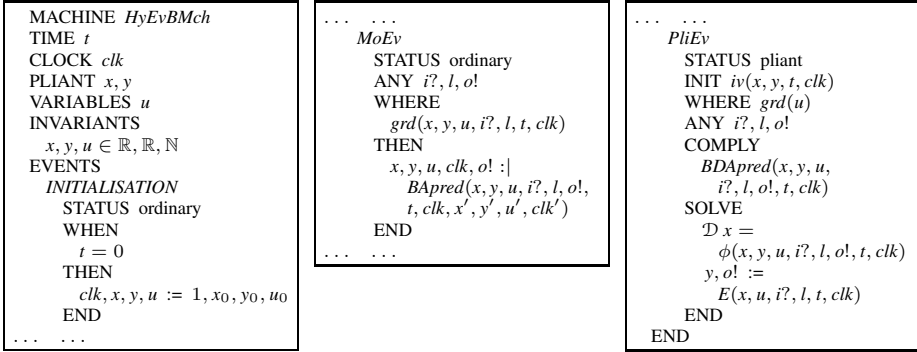 MACHINE HyEvBMch
TIME t
CLOCK clk
PLIANT x, y
VARIABLES u
INVARIANTS
x, y, u ∈ ℝ, ℝ, ℕ
EVENTS
INITIALISATION
STATUS ordinary
WHEN
t = 0
THEN
clk, x, y, u := 1, x₀, y₀, u₀
END
... ...
... ...
MoEv
STATUS ordinary
ANY i?, l, o!
WHERE
grd(x, y, u, i?, l, t, clk)
THEN
x, y, u, clk, o! :|
BApred(x, y, u, i?, l, o!,
t, clk, x′, y′, u′, clk′)
END
... ...
... ...
PliEv
STATUS pliant
INIT iv(x, y, t, clk)
WHERE grd(u)
ANY i?, l, o!
COMPLY
BDApred(x, y, u,
i?, l, o!, t, clk)
SOLVE
𝒟 x =
ϕ(x, y, u, i?, l, o!, t, clk)
y, o! :=
E(x, u, i?, l, t, clk)
END
END